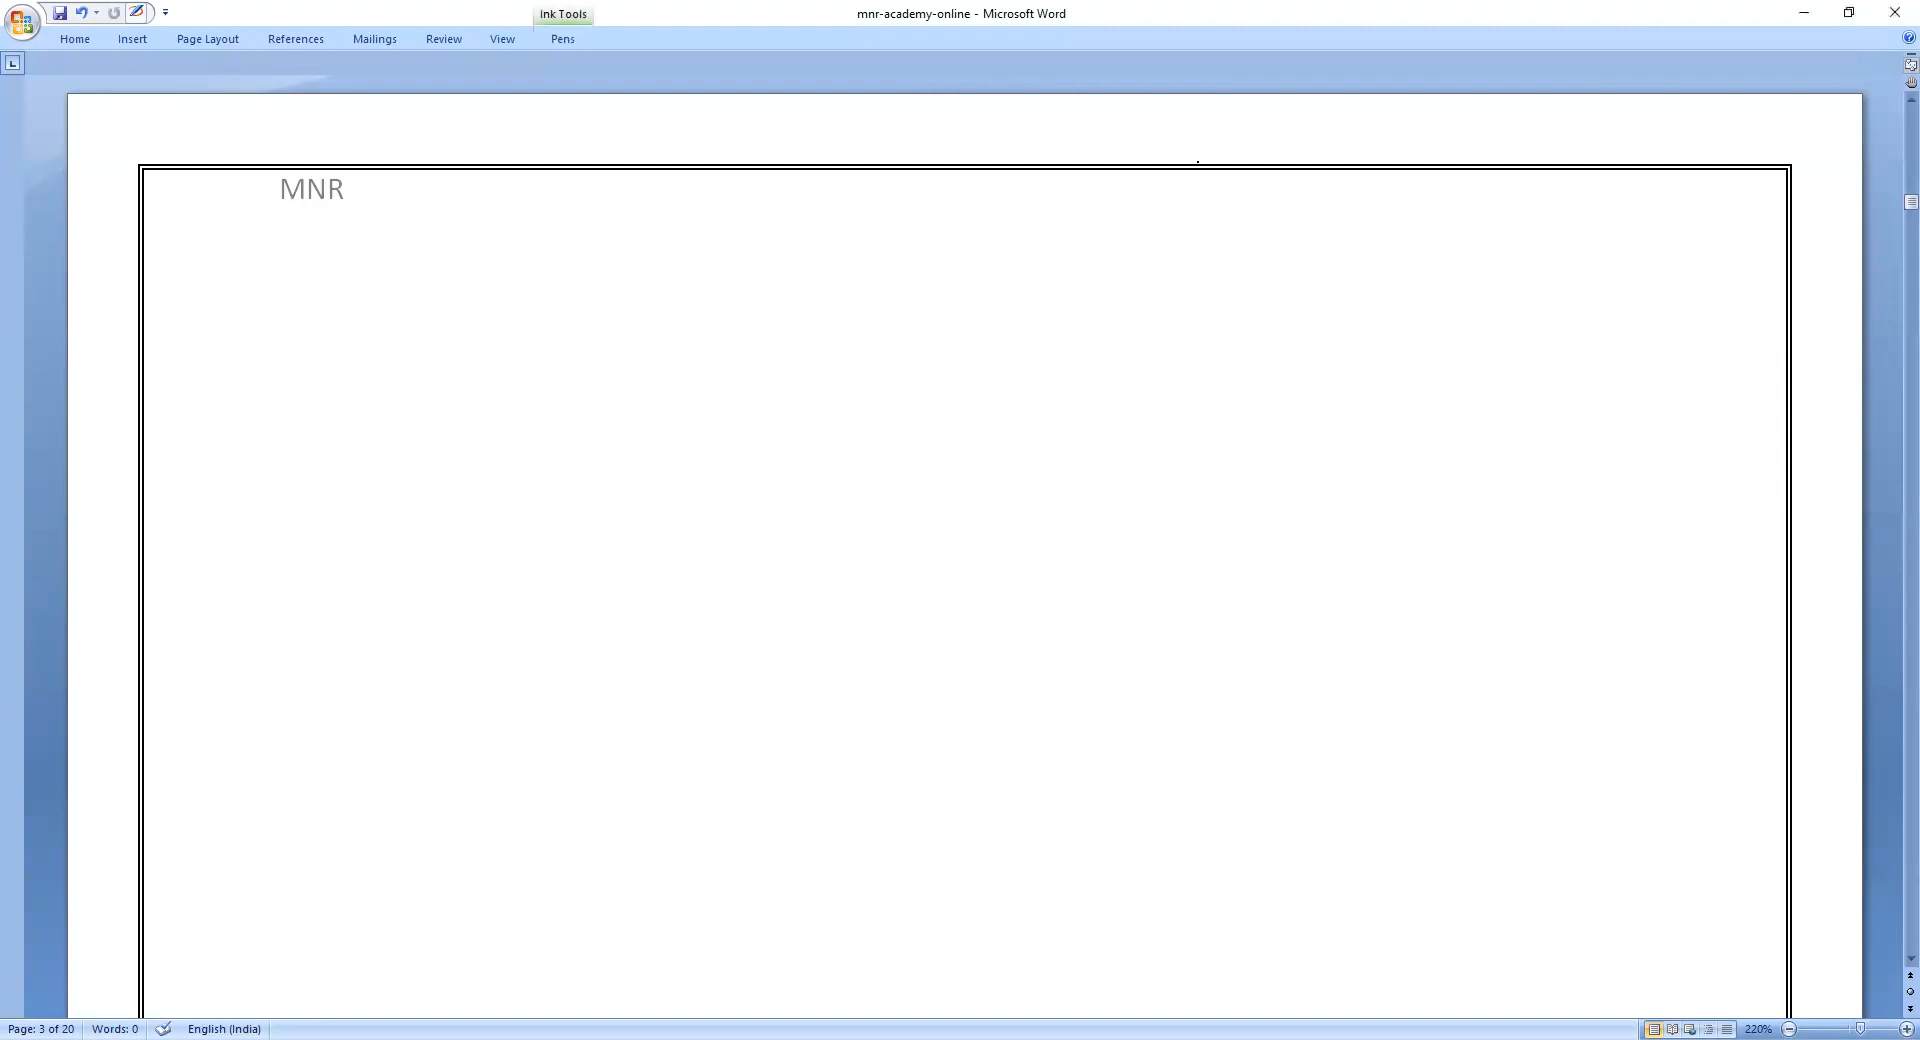 Ink Tools
mnr-academy-online - Microsoft Word
Home Insert Page Layout References Mailings Review View Pens
MNR
Page: 3 of 20 Words: 0 English (India) 220%